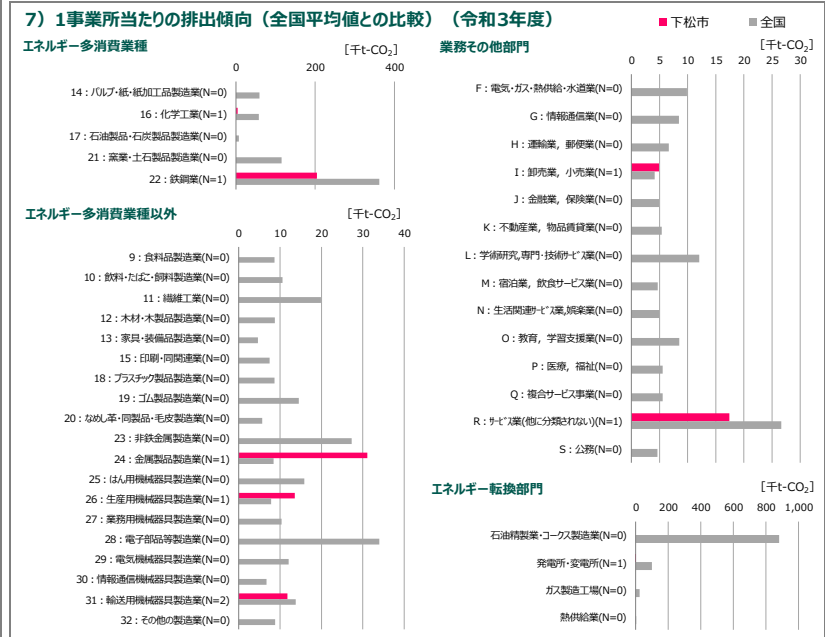 7）1事業所当たりの排出傾向（全国平均値との比較）（令和3年度）
■下松市 ■全国
エネルギー多消費業種
［千t-CO₂］
0 200 400
14：パルプ・紙・紙加工品製造業(N=0)
16：化学工業(N=1)
17：石油製品・石炭製品製造業(N=0)
21：窯業・土石製品製造業(N=0)
22：鉄鋼業(N=1)
エネルギー多消費業種以外
［千t-CO₂］
0 10 20 30 40
9：食料品製造業(N=0)
10：飲料・たばこ・飼料製造業(N=0)
11：繊維工業(N=0)
12：木材・木製品製造業(N=0)
13：家具・装備品製造業(N=0)
15：印刷・同関連業(N=0)
18：プラスチック製品製造業(N=0)
19：ゴム製品製造業(N=0)
20：なめし革・同製品・毛皮製造業(N=0)
23：非鉄金属製造業(N=0)
24：金属製品製造業(N=1)
25：はん用機械器具製造業(N=0)
26：生産用機械器具製造業(N=1)
27：業務用機械器具製造業(N=0)
28：電子部品等製造業(N=0)
29：電気機械器具製造業(N=0)
30：情報通信機械器具製造業(N=0)
31：輸送用機械器具製造業(N=2)
32：その他の製造業(N=0)
業務その他部門
［千t-CO₂］
0 5 10 15 20 25 30
F：電気・ガス・熱供給・水道業(N=0)
G：情報通信業(N=0)
H：運輸業，郵便業(N=0)
I：卸売業，小売業(N=1)
J：金融業，保険業(N=0)
K：不動産業，物品賃貸業(N=0)
L：学術研究,専門・技術ｻｰﾋﾞｽ業(N=0)
M：宿泊業，飲食サービス業(N=0)
N：生活関連ｻｰﾋﾞｽ業,娯楽業(N=0)
O：教育，学習支援業(N=0)
P：医療，福祉(N=0)
Q：複合サービス事業(N=0)
R：ｻｰﾋﾞｽ業(他に分類されない)(N=1)
S：公務(N=0)
エネルギー転換部門
［千t-CO₂］
0 200 400 600 800 1,000
石油精製業・コークス製造業(N=0)
発電所・変電所(N=1)
ガス製造工場(N=0)
熱供給業(N=0)